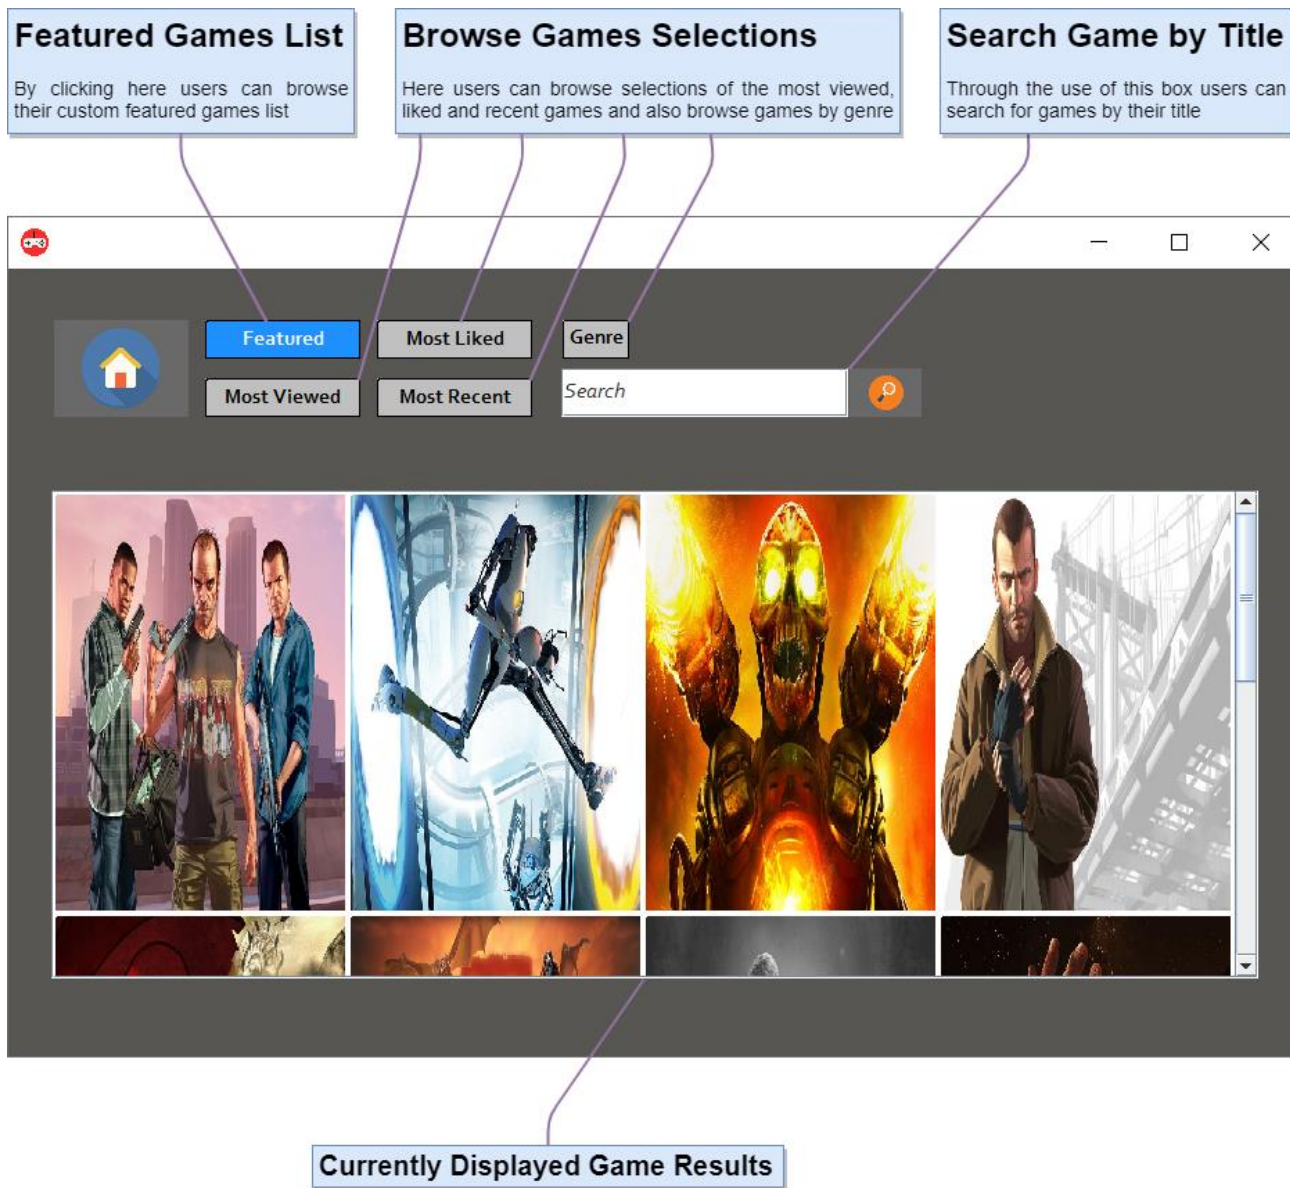 Featured Games List
By clicking here users can browse
their custom featured games list
Browse Games Selections
Here users can browse selections of the most viewed,
liked and recent games and also browse games by genre
Search Game by Title
Through the use of this box users can
search for games by their title
Featured
Most Liked
Genre
Most Viewed
Most Recent
Search
Currently Displayed Game Results